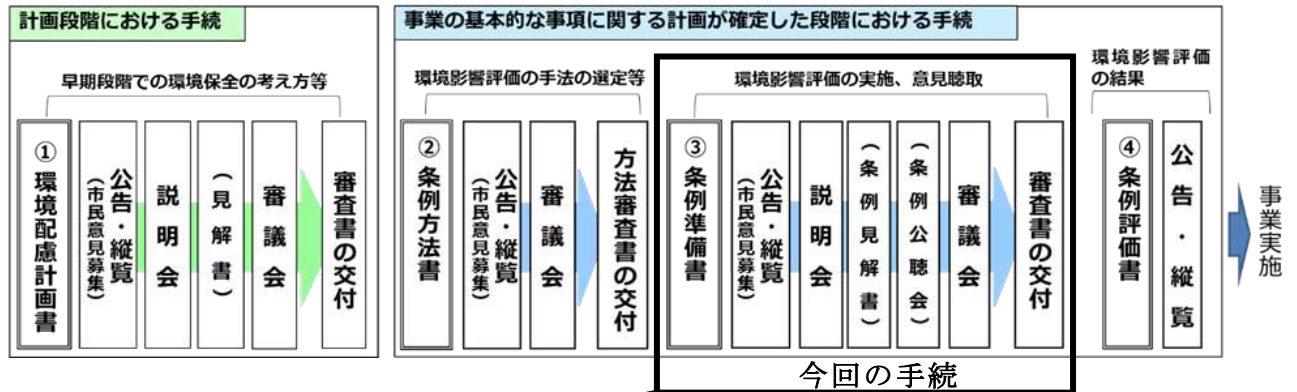 計画段階における手続
事業の基本的な事項に関する計画が確定した段階における手続
早期段階での環境保全の考え方等
環境影響評価の手法の選定等
環境影響評価の実施、意見聴取
環境影響評価
の結果
①環境配慮計画書
公告・縦覧
(市民意見募集)
説明会
(見解書)
審議会
審査書の交付
②条例方法書
公告・縦覧
(市民意見募集)
審議会
方法審査書の交付
③条例準備書
公告・縦覧
(市民意見募集)
説明会
(条例見解書)
(条例公聴会)
審議会
審査書の交付
④条例評価書
公告・縦覧
事業実施
今回の手続